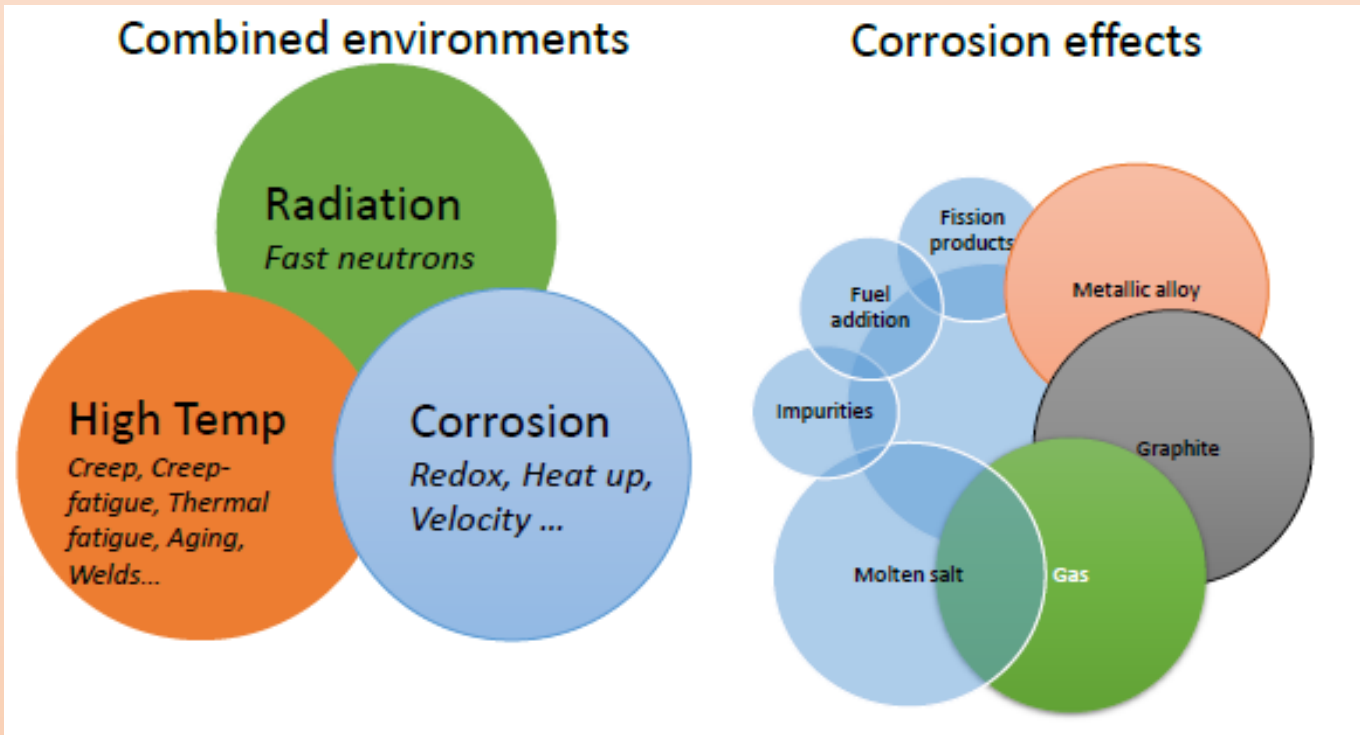 Combined environments
Radiation
Fast neutrons
High Temp
Creep, Creep-
fatigue, Thermal
fatigue, Aging,
Welds...
Corrosion
Redox, Heat up,
Velocity ...
Corrosion effects
Fission
products
Metallic alloy
Fuel
addition
Impurities
Graphite
Molten salt
Gas